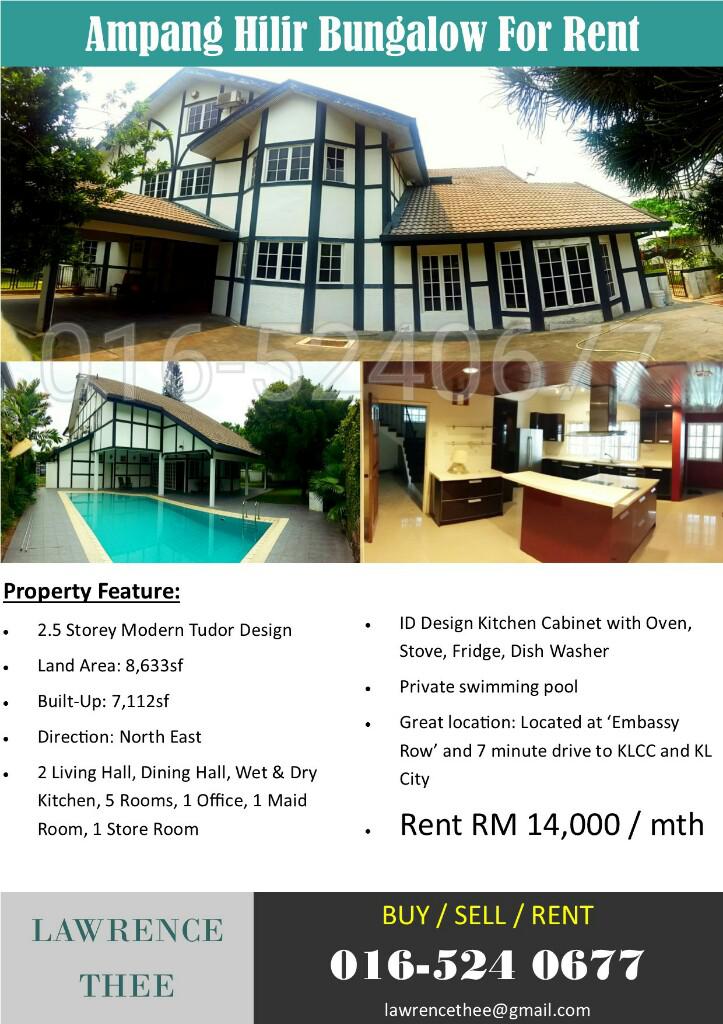 Ampang Hilir Bungalow For Rent
016-5240677
Property Feature:
• 2.5 Storey Modern Tudor Design
• Land Area: 8,633sf
• Built-Up: 7,112sf
• Direction: North East
• 2 Living Hall, Dining Hall, Wet & Dry
Kitchen, 5 Rooms, 1 Office, 1 Maid
Room, 1 Store Room
• ID Design Kitchen Cabinet with Oven,
Stove, Fridge, Dish Washer
• Private swimming pool
• Great location: Located at ‘Embassy
Row’ and 7 minute drive to KLCC and KL
City
• Rent RM 14,000 / mth
LAWRENCE
THEE
BUY / SELL / RENT
016-524 0677
lawrencethee@gmail.com